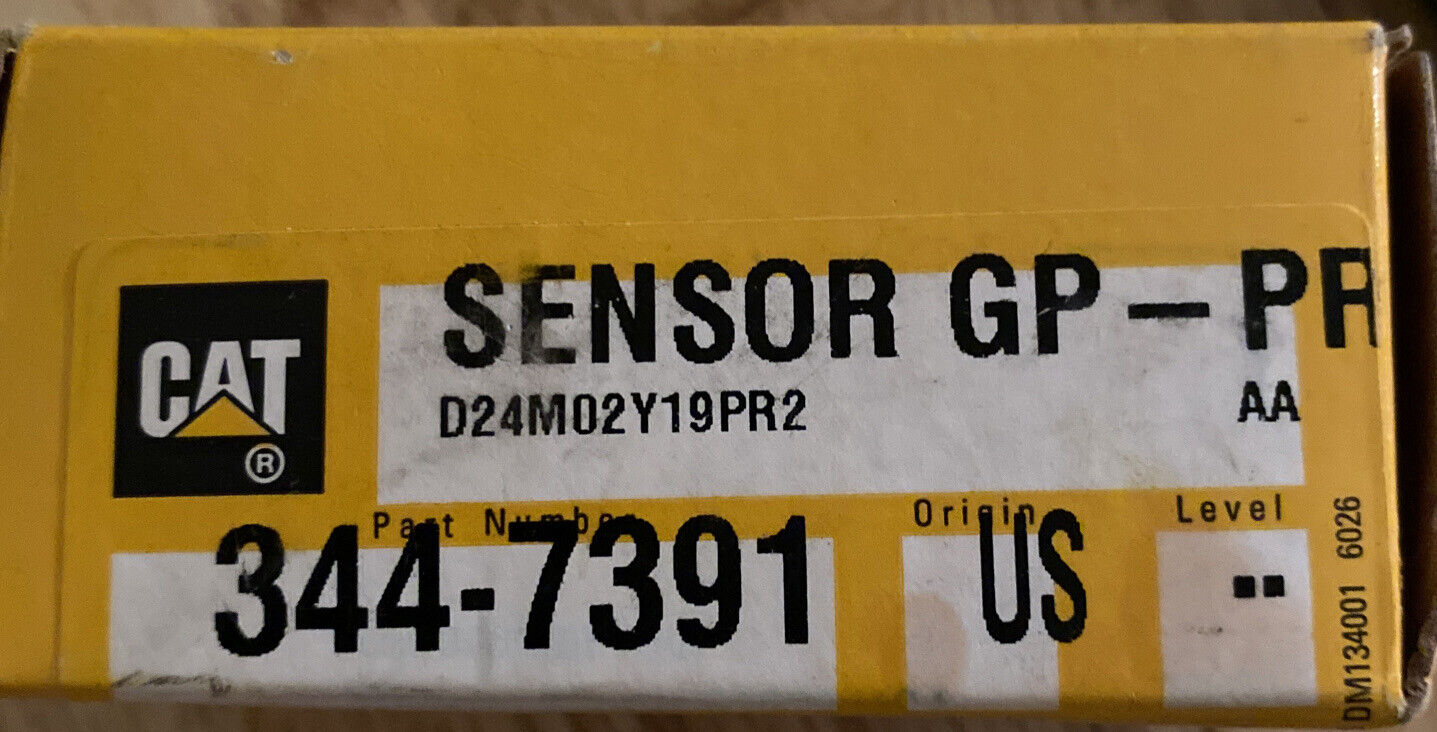 CAT
®
SENSOR GP - PR
D24M02Y19PR2 AA
Part Number Origin Level
344-7391 US --
DM134001 6026